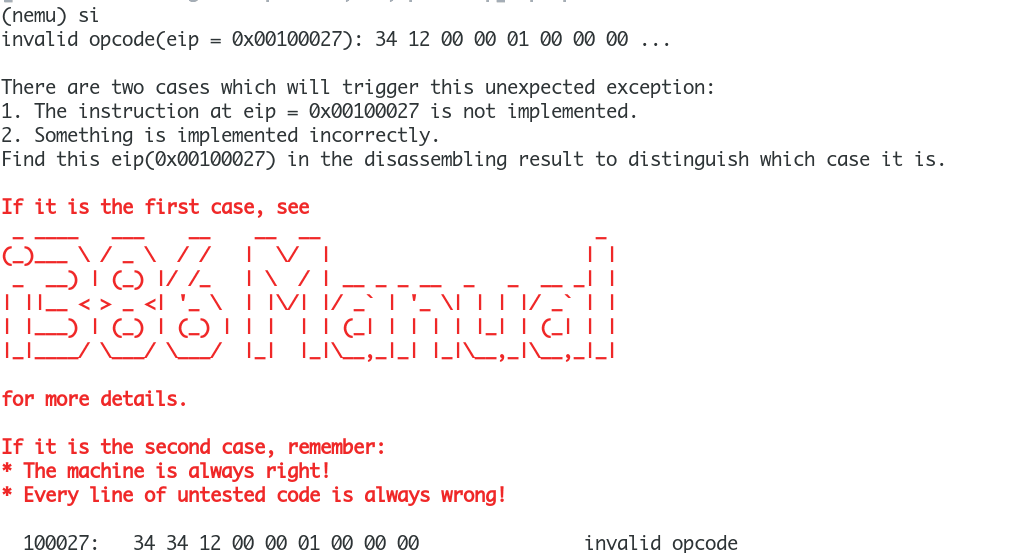 (nemu) si
invalid opcode(eip = 0x00100027): 34 12 00 00 01 00 00 00 ...
There are two cases which will trigger this unexpected exception:
1. The instruction at eip = 0x00100027 is not implemented.
2. Something is implemented incorrectly.
Find this eip(0x00100027) in the disassembling result to distinguish which case it is.
If it is the first case, see
i386 Manual
for more details.
If it is the second case, remember:
* The machine is always right!
* Every line of untested code is always wrong!
100027: 34 34 12 00 00 01 00 00 00 invalid opcode